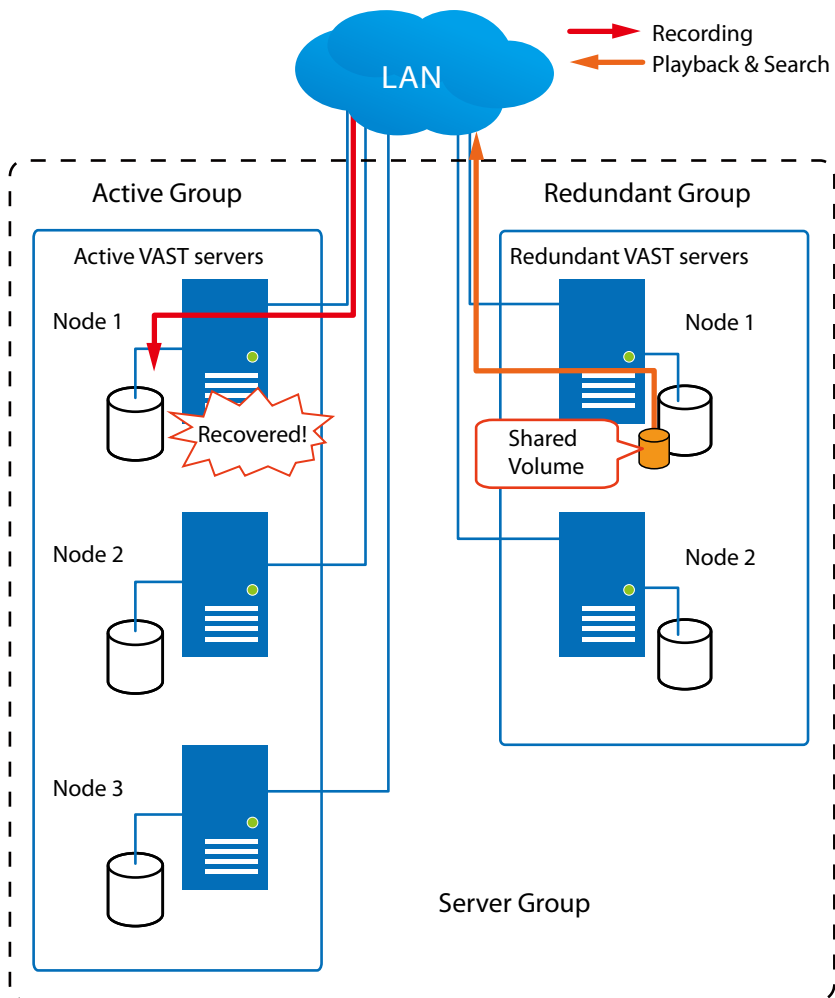 LAN
Recording
Playback & Search
Active Group
Redundant Group
Active VAST servers
Redundant VAST servers
Node 1
Node 1
Recovered!
Shared
Volume
Node 2
Node 2
Node 3
Server Group